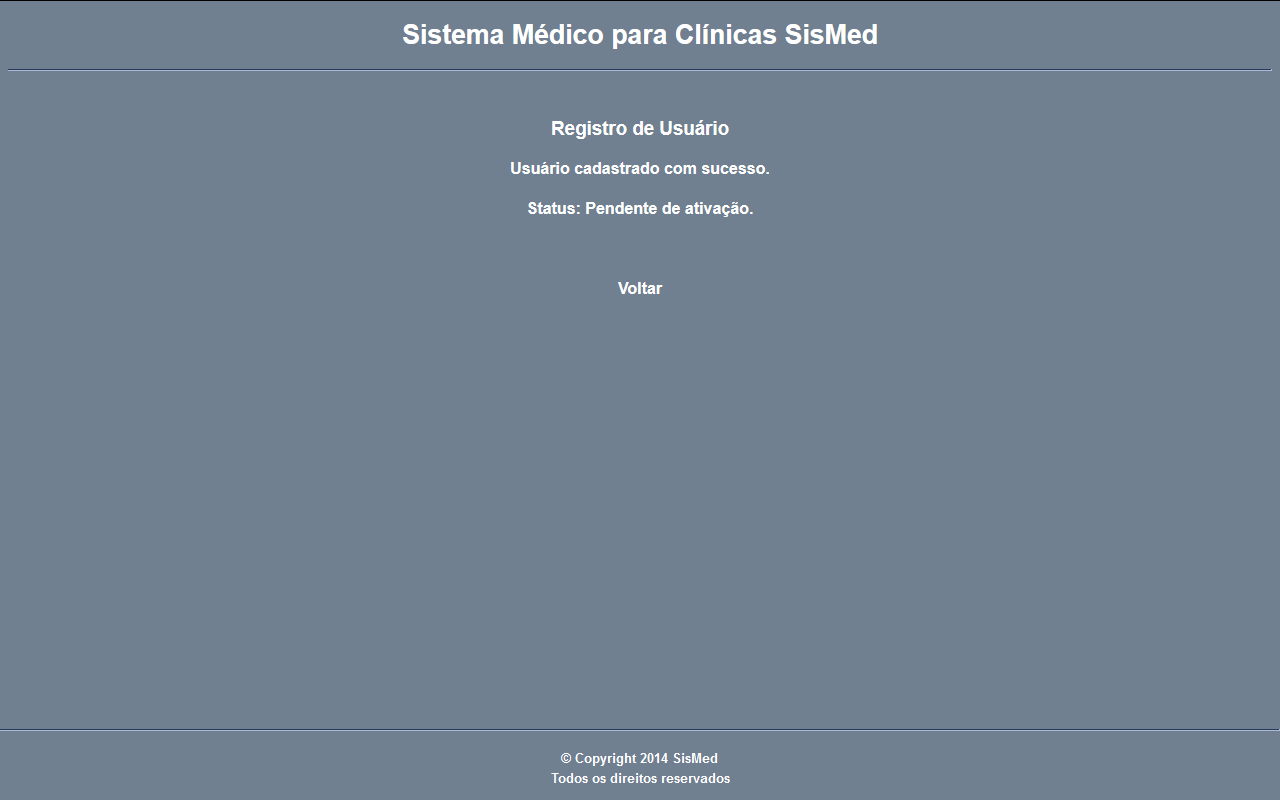 Sistema Médico para Clínicas SisMed
Registro de Usuário
Usuário cadastrado com sucesso.
Status: Pendente de ativação.
Voltar
© Copyright 2014 SisMed
Todos os direitos reservados